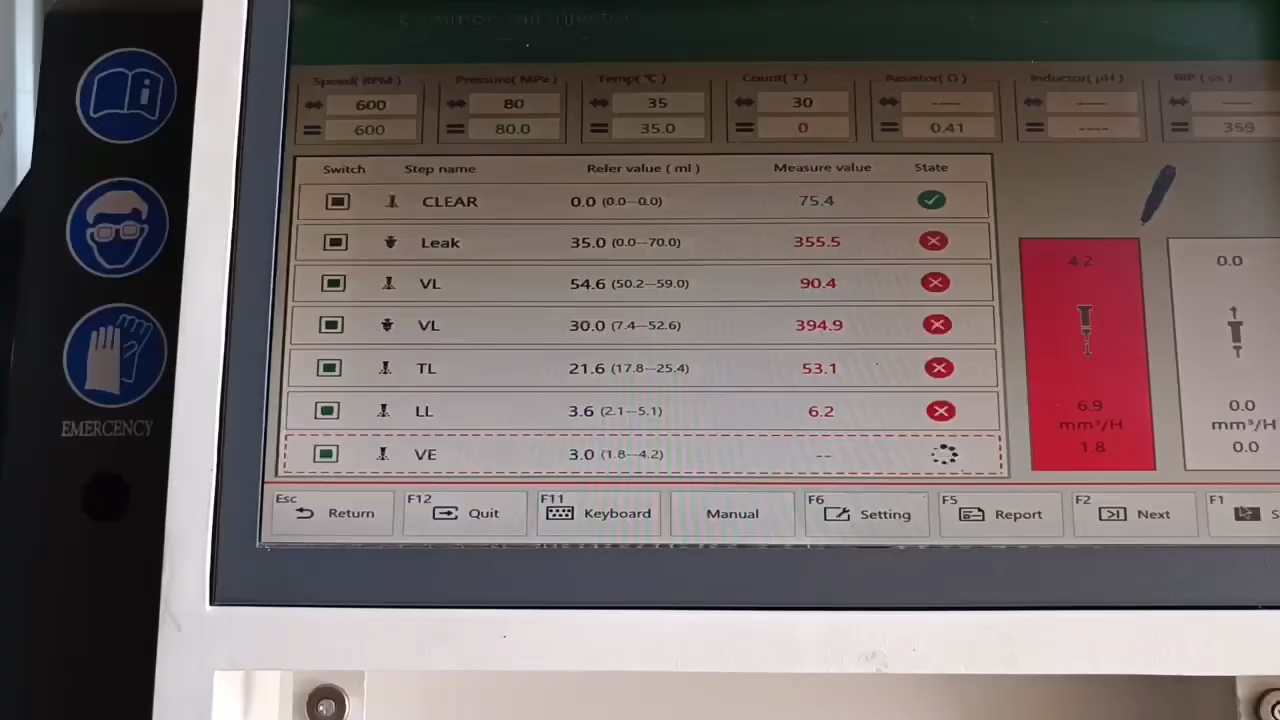 Common rail injector
Speed( RPM ) Pressure( MPa ) Temp( ℃ ) Count( T ) Resistor( Ω ) Inductor( μH ) RIP ( us )
600 80 35 30 ---- ---- ----
600 80.0 35.0 0 0.41 ---- 359
Switch Step name Refer value ( ml ) Measure value State
CLEAR 0.0 (0.0--0.0) 75.4
Leak 35.0 (0.0--70.0) 355.5
VL 54.6 (50.2--59.0) 90.4
VL 30.0 (7.4--52.6) 394.9
TL 21.6 (17.8--25.4) 53.1
LL 3.6 (2.1--5.1) 6.2
VE 3.0 (1.8--4.2) --
4.2 0.0
6.9 0.0
mm³/H mm³/H
1.8 0.0
Esc Return F12 Quit F11 Keyboard Manual F6 Setting F5 Report F2 Next F1 S
EMERCENCY